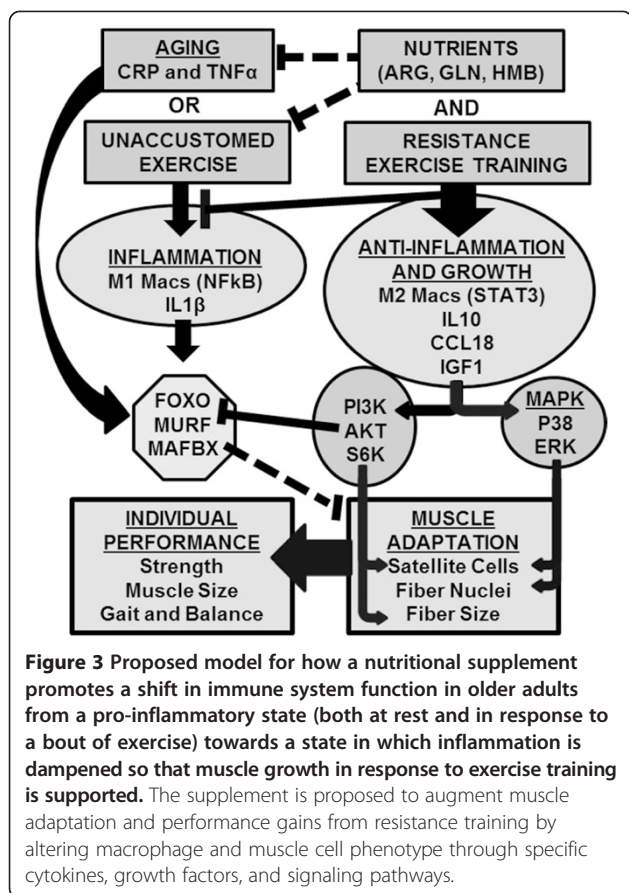 AGING
CRP and TNFα
NUTRIENTS
(ARG, GLN, HMB)
OR
AND
UNACCUSTOMED
EXERCISE
RESISTANCE
EXERCISE TRAINING
INFLAMMATION
M1 Macs (NFkB)
IL1β
ANTI-INFLAMMATION
AND GROWTH
M2 Macs (STAT3)
IL10
CCL18
IGF1
FOXO
MURF
MAFBX
PI3K
AKT
S6K
MAPK
P38
ERK
INDIVIDUAL
PERFORMANCE
Strength
Muscle Size
Gait and Balance
MUSCLE
ADAPTATION
Satellite Cells
Fiber Nuclei
Fiber Size
Figure 3 Proposed model for how a nutritional supplement
promotes a shift in immune system function in older adults
from a pro-inflammatory state (both at rest and in response to
a bout of exercise) towards a state in which inflammation is
dampened so that muscle growth in response to exercise training
is supported. The supplement is proposed to augment muscle
adaptation and performance gains from resistance training by
altering macrophage and muscle cell phenotype through specific
cytokines, growth factors, and signaling pathways.